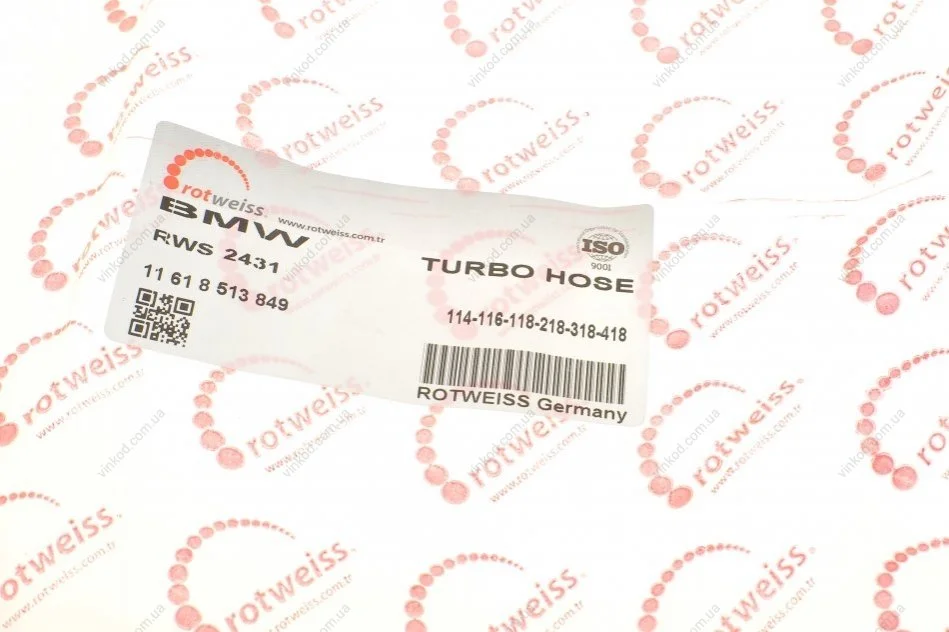 rotweiss
www.rotweiss.com.tr
BMW
RWS 2431
11 61 8 513 849
ISO
9001
TURBO HOSE
114-116-118-218-318-418
ROTWEISS Germany
rotweiss
www.rotweiss.com.tr
vinkod.com.ua